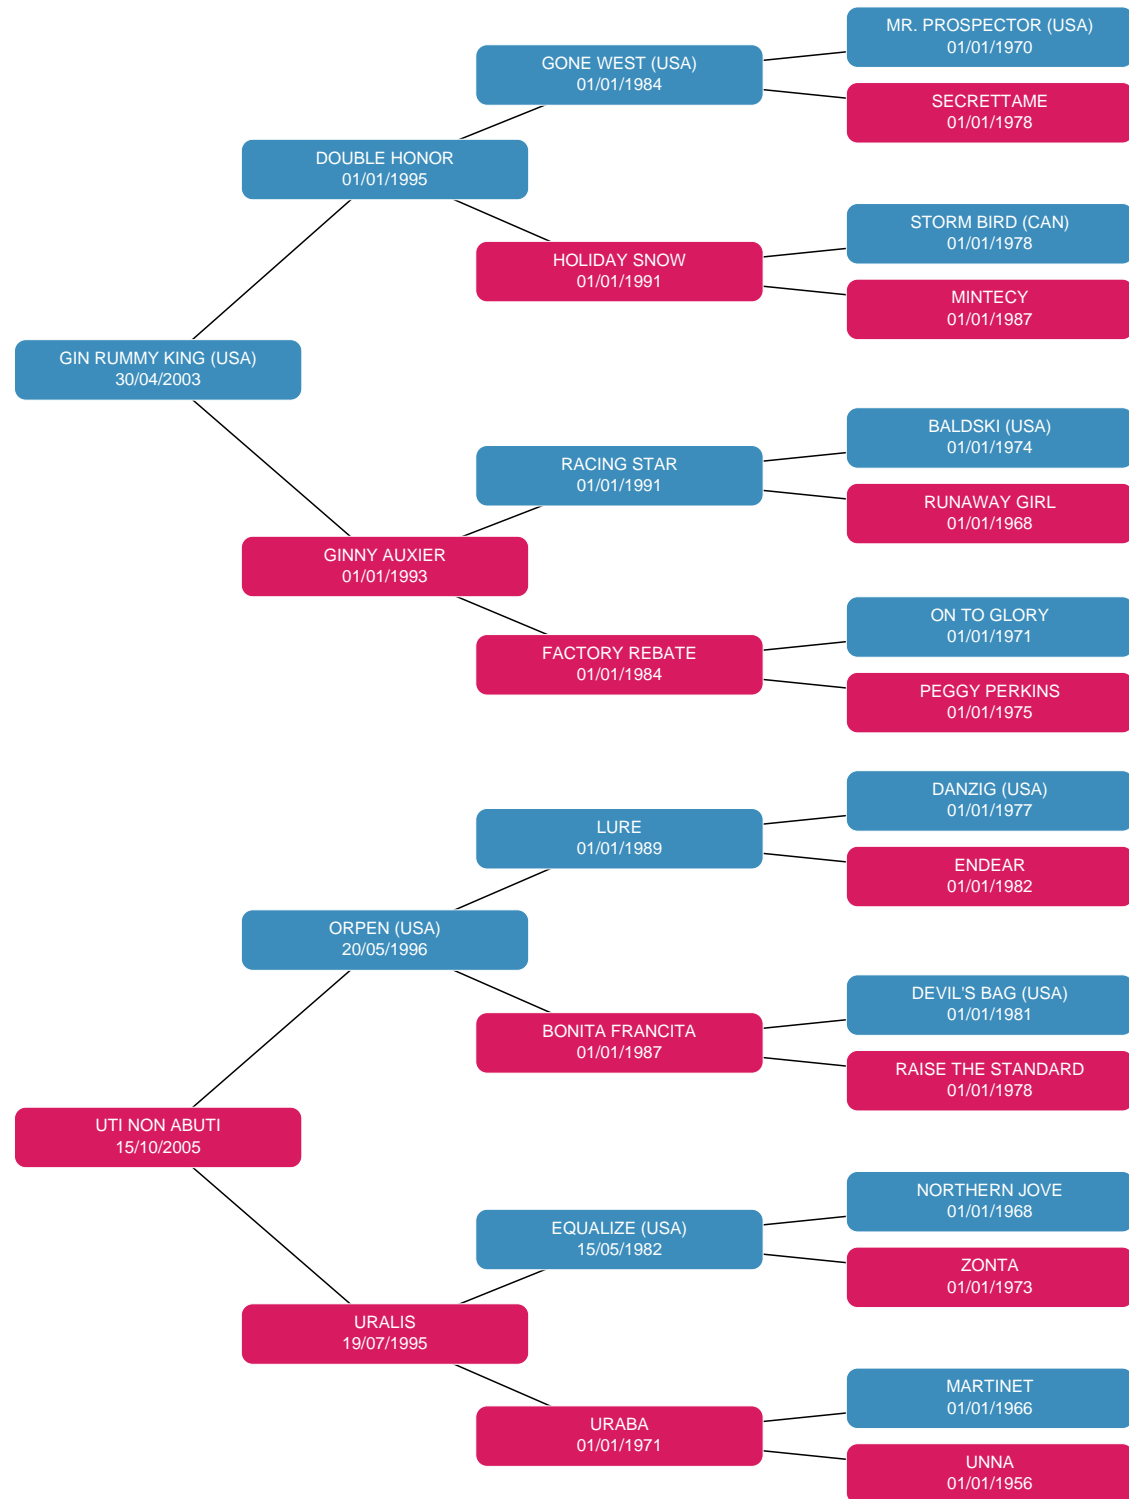 MR. PROSPECTOR (USA)
01/01/1970
GONE WEST (USA)
01/01/1984
SECRETTAME
01/01/1978
DOUBLE HONOR
01/01/1995
STORM BIRD (CAN)
01/01/1978
HOLIDAY SNOW
01/01/1991
MINTECY
01/01/1987
GIN RUMMY KING (USA)
30/04/2003
BALDSKI (USA)
01/01/1974
RACING STAR
01/01/1991
RUNAWAY GIRL
01/01/1968
GINNY AUXIER
01/01/1993
ON TO GLORY
01/01/1971
FACTORY REBATE
01/01/1984
PEGGY PERKINS
01/01/1975
DANZIG (USA)
01/01/1977
LURE
01/01/1989
ENDEAR
01/01/1982
ORPEN (USA)
20/05/1996
DEVIL'S BAG (USA)
01/01/1981
BONITA FRANCITA
01/01/1987
RAISE THE STANDARD
01/01/1978
UTI NON ABUTI
15/10/2005
NORTHERN JOVE
01/01/1968
EQUALIZE (USA)
15/05/1982
ZONTA
01/01/1973
URALIS
19/07/1995
MARTINET
01/01/1966
URABA
01/01/1971
UNNA
01/01/1956